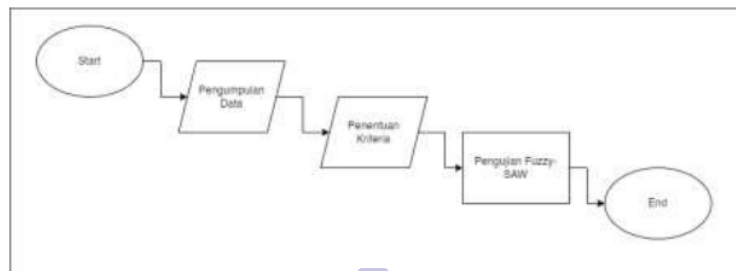 Start
Pengumpulan
Data
Penentuan
Kriteria
Pengujian Fuzzy-
SAW
End